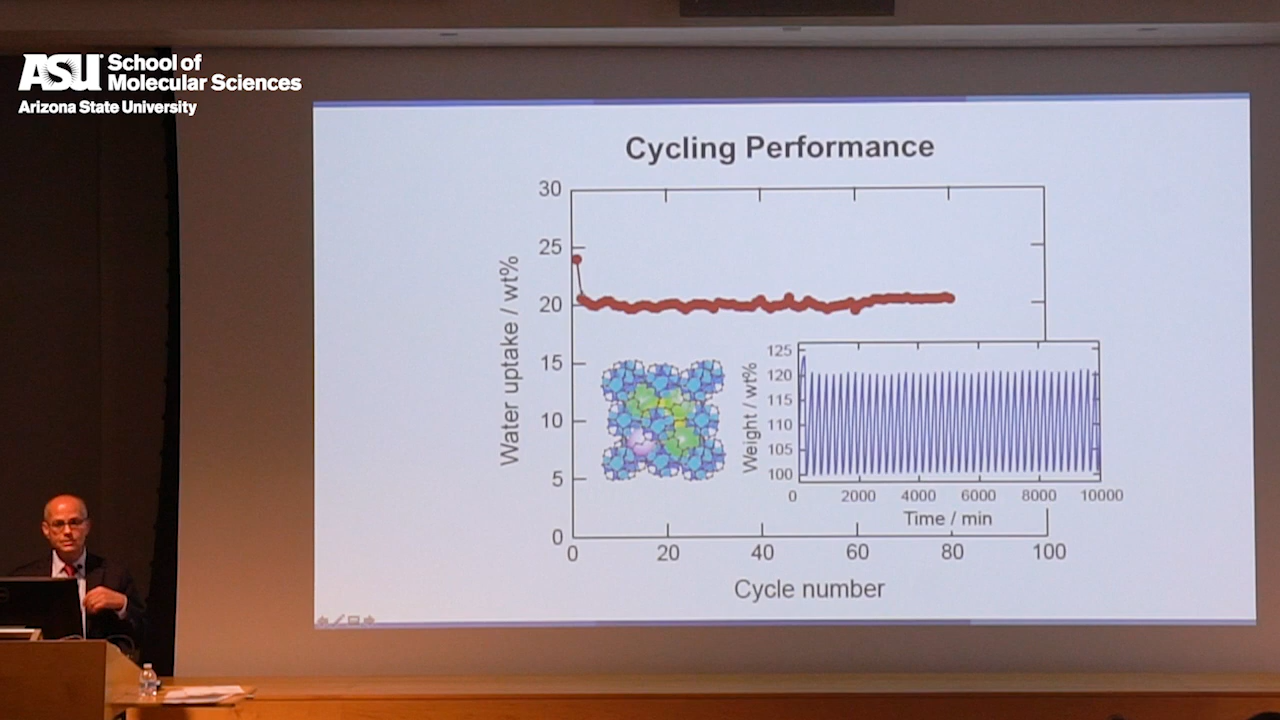 ASU School of
Molecular Sciences
Arizona State University
Cycling Performance
30
25
20
15
10
5
0
Water uptake / wt%
0 20 40 60 80 100
Cycle number
125
120
115
110
105
100
Weight / wt%
0 2000 4000 6000 8000 10000
Time / min